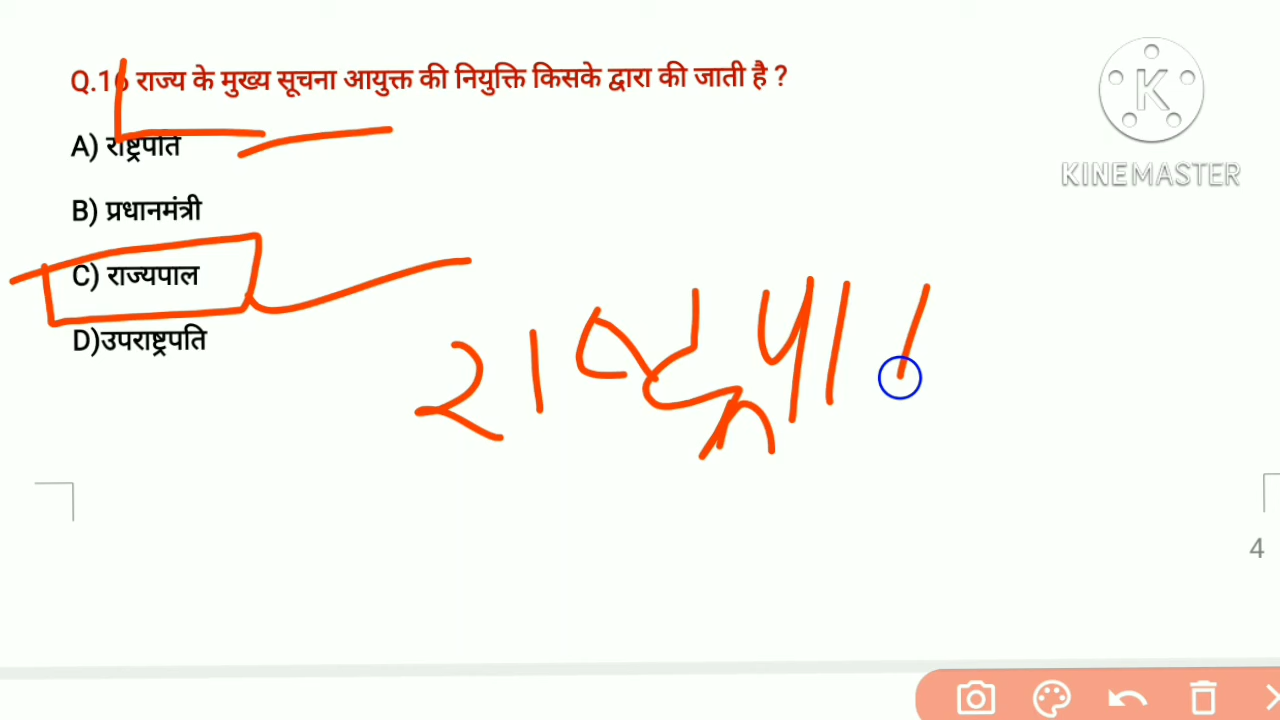 Q.16 राज्य के मुख्य सूचना आयुक्त की नियुक्ति किसके द्वारा की जाती है ?
KINEMASTER
A) राष्ट्रपति
B) प्रधानमंत्री
C) राज्यपाल
D)उपराष्ट्रपति
राज्यपा
4